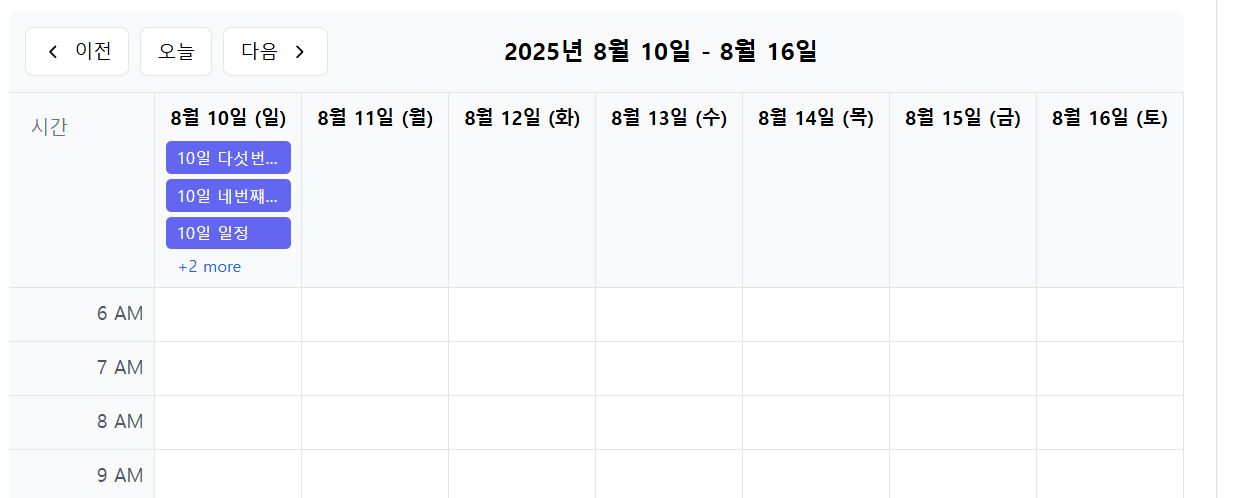 이전 오늘 다음 2025년 8월 10일 - 8월 16일
시간 8월 10일 (일) 8월 11일 (월) 8월 12일 (화) 8월 13일 (수) 8월 14일 (목) 8월 15일 (금) 8월 16일 (토)
10일 다섯번...
10일 네번쨰...
10일 일정
+2 more
6 AM
7 AM
8 AM
9 AM